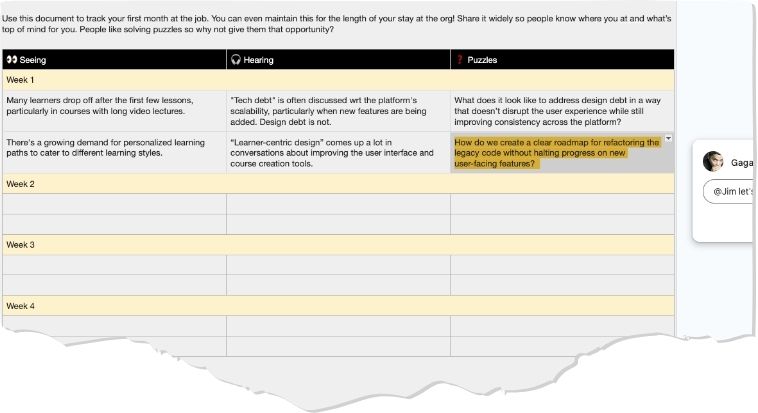 Use this document to track your first month at the job. You can even maintain this for the length of your stay at the org! Share it widely so people know where you at and what's
top of mind for you. People like solving puzzles so why not give them that opportunity?
👀 Seeing
🎧 Hearing
❓ Puzzles
Week 1
Many learners drop off after the first few lessons,
particularly in courses with long video lectures.
"Tech debt" is often discussed wrt the platform's
scalability, particularly when new features are being
added. Design debt is not.
What does it look like to address design debt in a way
that doesn't disrupt the user experience while still
improving consistency across the platform?
There's a growing demand for personalized learning
paths to cater to different learning styles.
"Learner-centric design" comes up a lot in
conversations about improving the user interface and
course creation tools.
How do we create a clear roadmap for refactoring the
legacy code without halting progress on new
user-facing features?
Week 2
Week 3
Week 4
Gaga
@Jim let's